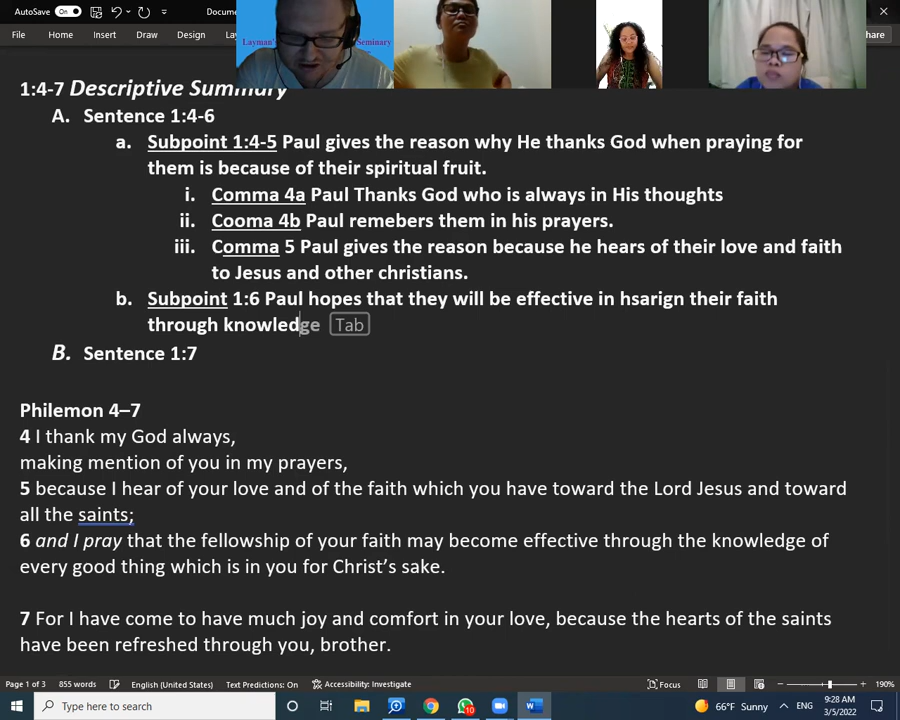 AutoSave On Docume
File Home Insert Draw Design La
Layman's Seminary
hare
1:4-7 Descriptive Summary
A. Sentence 1:4-6
a. Subpoint 1:4-5 Paul gives the reason why He thanks God when praying for
them is because of their spiritual fruit.
i. Comma 4a Paul Thanks God who is always in His thoughts
ii. Cooma 4b Paul remebers them in his prayers.
iii. Comma 5 Paul gives the reason because he hears of their love and faith
to Jesus and other christians.
b. Subpoint 1:6 Paul hopes that they will be effective in hsarign their faith
through knowledge Tab
B. Sentence 1:7
Philemon 4–7
4 I thank my God always,
making mention of you in my prayers,
5 because I hear of your love and of the faith which you have toward the Lord Jesus and toward
all the saints;
6 and I pray that the fellowship of your faith may become effective through the knowledge of
every good thing which is in you for Christ's sake.
7 For I have come to have much joy and comfort in your love, because the hearts of the saints
have been refreshed through you, brother.
Page 1 of 3 855 words English (United States) Text Predictions: On Accessibility: Investigate Focus 190%
Type here to search 10 66°F Sunny ENG 9:28 AM
3/5/2022